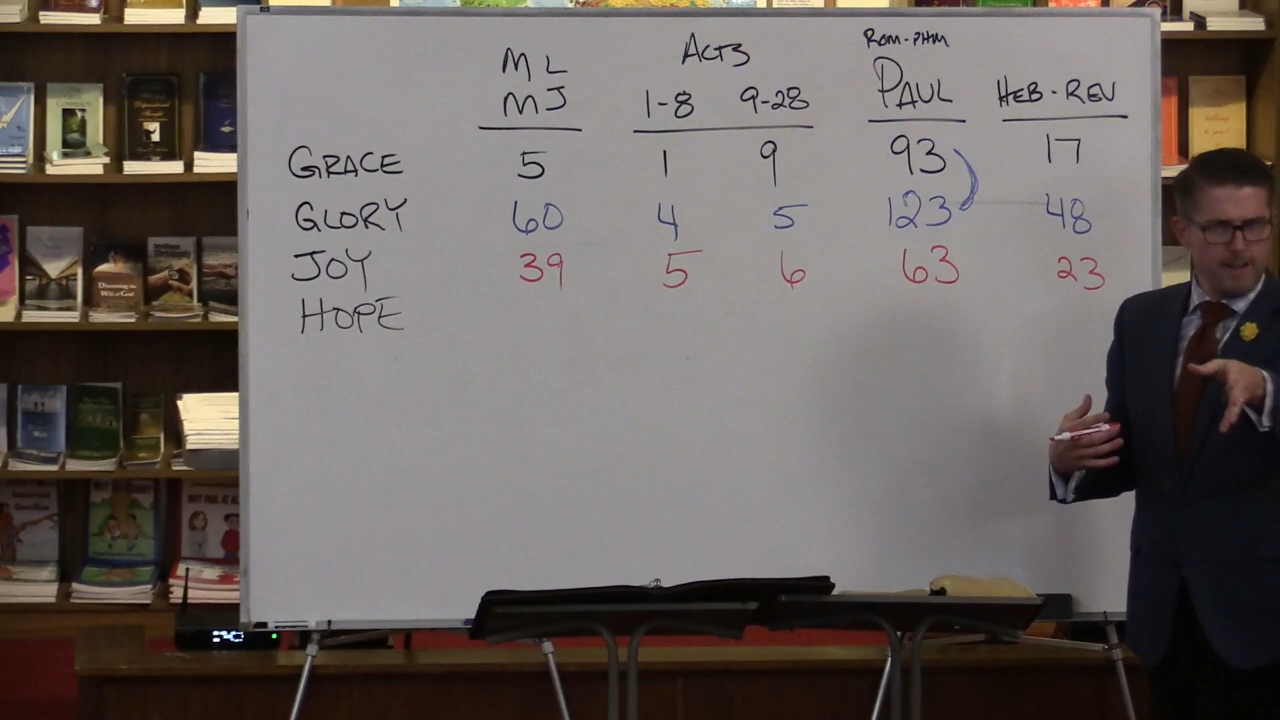 ROM-PHM
M L ACTS
MJ 1-8 9-28 PAUL HEB-REV
GRACE 5 1 9 93 17
GLORY 60 4 5 123 48
JOY 39 5 6 63 23
HOPE